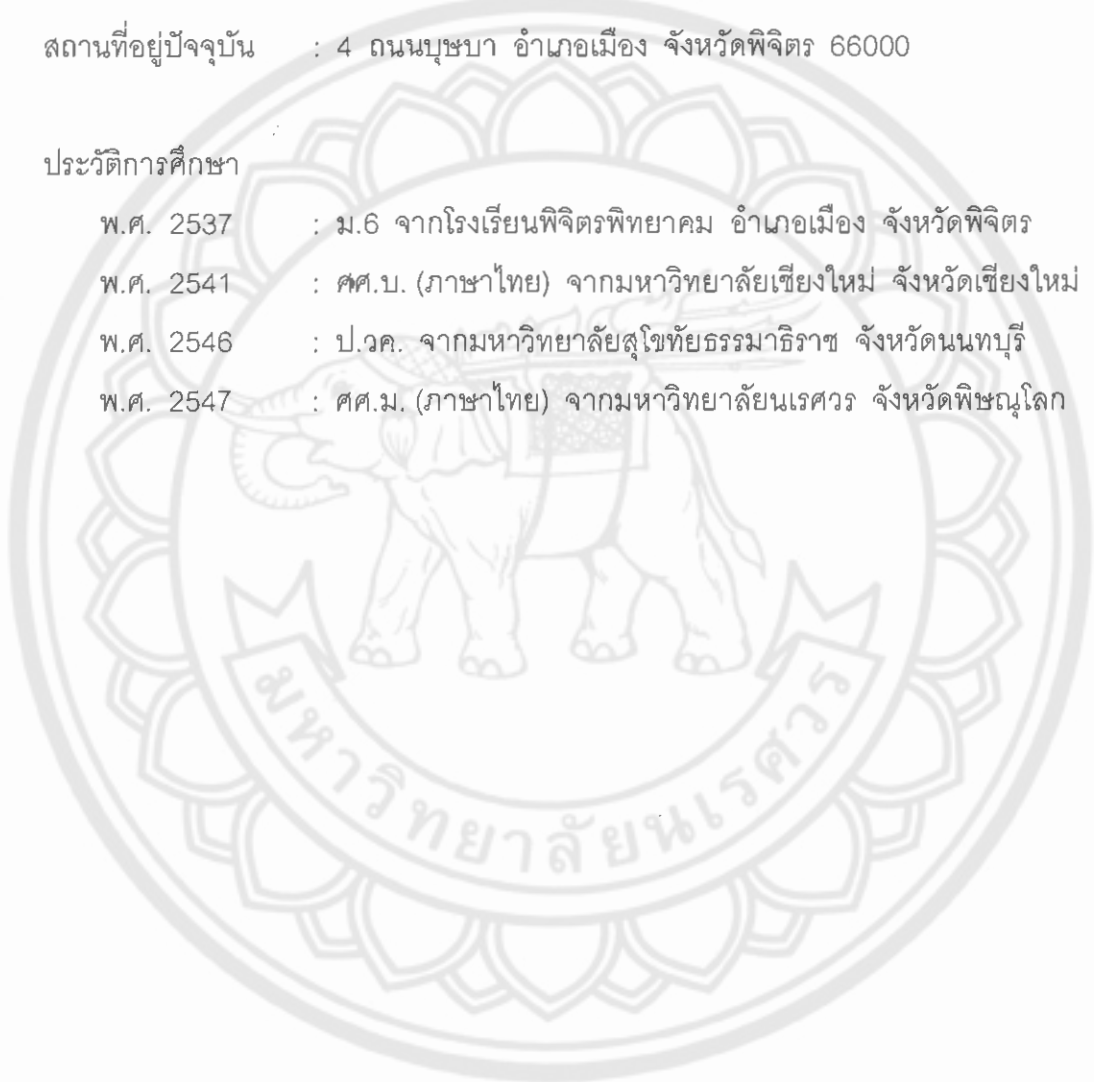 สถานที่อยู่ปัจจุบัน : 4 ถนนบุษบา อำเภอเมือง จังหวัดพิจิตร 66000
ประวัติการศึกษา
พ.ศ. 2537 : ม.6 จากโรงเรียนพิจิตรพิทยาคม อำเภอเมือง จังหวัดพิจิตร
พ.ศ. 2541 : ศศ.บ. (ภาษาไทย) จากมหาวิทยาลัยเชียงใหม่ จังหวัดเชียงใหม่
พ.ศ. 2546 : ป.วค. จากมหาวิทยาลัยสุโขทัยธรรมาธิราช จังหวัดนนทบุรี
พ.ศ. 2547 : ศศ.ม. (ภาษาไทย) จากมหาวิทยาลัยนเรศวร จังหวัดพิษณุโลก
มหาวิทยาลัยนเรศวร